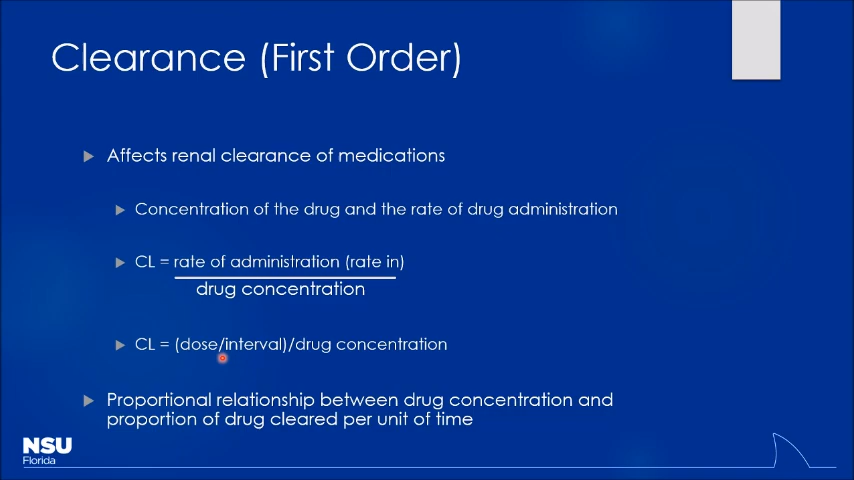 Clearance (First Order)
Affects renal clearance of medications
Concentration of the drug and the rate of drug administration
CL = rate of administration (rate in)
drug concentration
CL = (dose/interval)/drug concentration
Proportional relationship between drug concentration and
proportion of drug cleared per unit of time
NSU
Florida